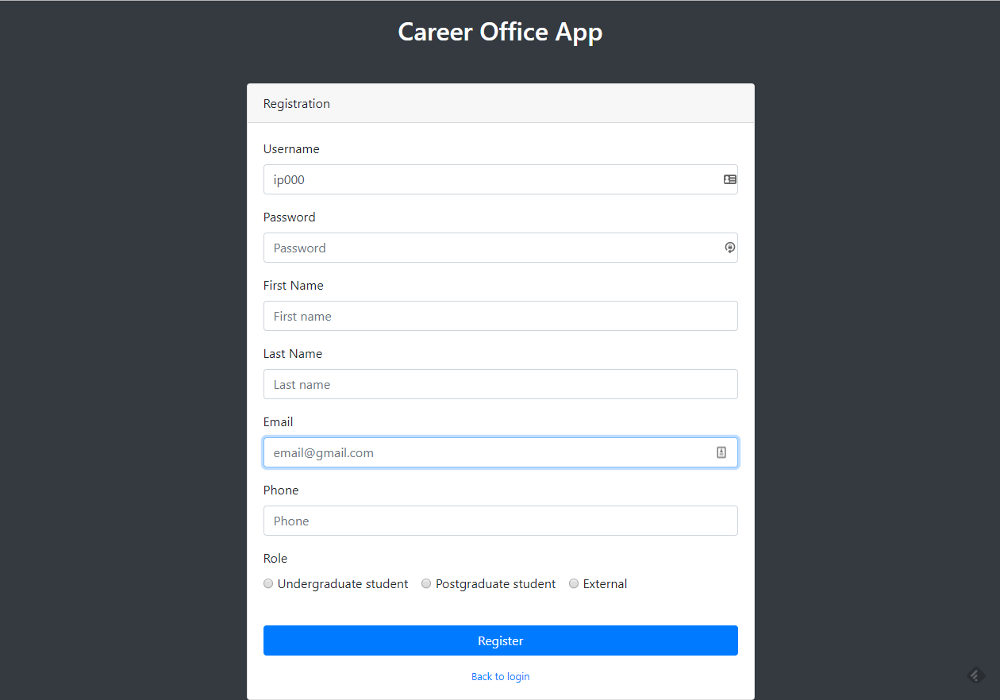 Career Office App
Registration
Username
ip000
Password
Password
First Name
First name
Last Name
Last name
Email
email@gmail.com
Phone
Phone
Role
Undergraduate student Postgraduate student External
Register
Back to login